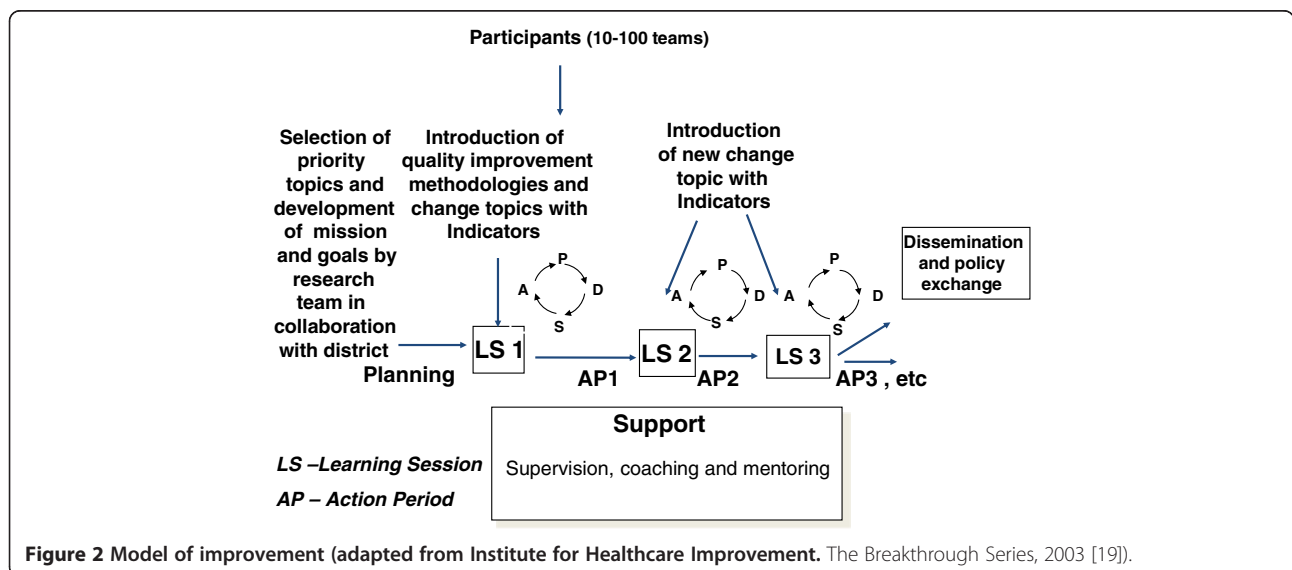 Participants (10-100 teams)
Selection of
priority
topics and
development
of mission
and goals by
research
team in
collaboration
with district
Introduction of
quality improvement
methodologies and
change topics with
Indicators
Introduction
of new change
topic with
Indicators
Dissemination
and policy
exchange
P
A
D
S
P
A
D
S
P
A
D
S
LS 1
LS 2
LS 3
Planning
AP1
AP2
AP3 , etc
Support
Supervision, coaching and mentoring
LS –Learning Session
AP – Action Period
Figure 2 Model of improvement (adapted from Institute for Healthcare Improvement. The Breakthrough Series, 2003 [19]).